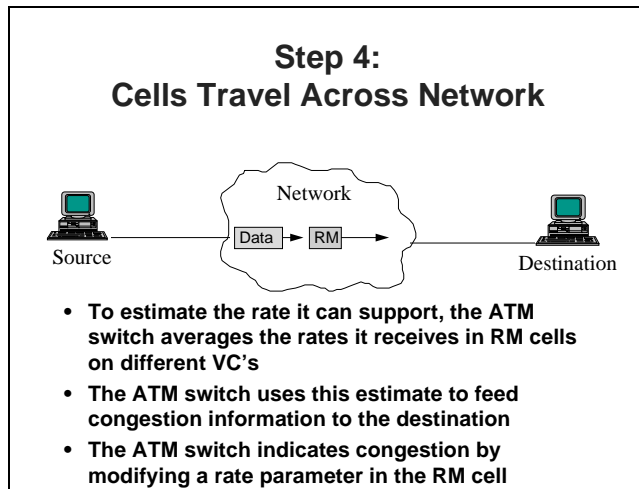 Step 4:
Cells Travel Across Network
Network
Data
RM
Source
Destination
• To estimate the rate it can support, the ATM
switch averages the rates it receives in RM cells
on different VC's
• The ATM switch uses this estimate to feed
congestion information to the destination
• The ATM switch indicates congestion by
modifying a rate parameter in the RM cell